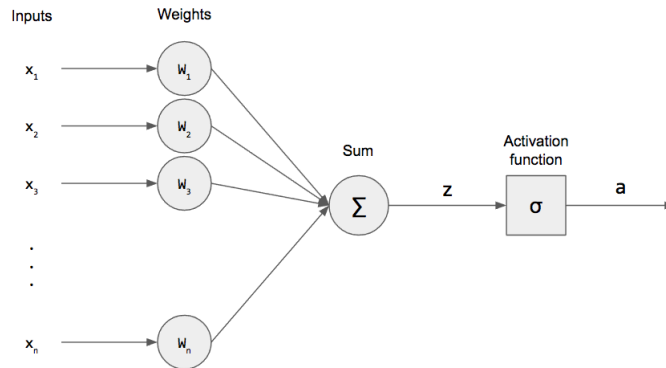 Inputs
Weights
x₁
W₁
x₂
W₂
x₃
W₃
Sum
Activation
function
Σ
z
σ
a
.
.
.
xₙ
Wₙ